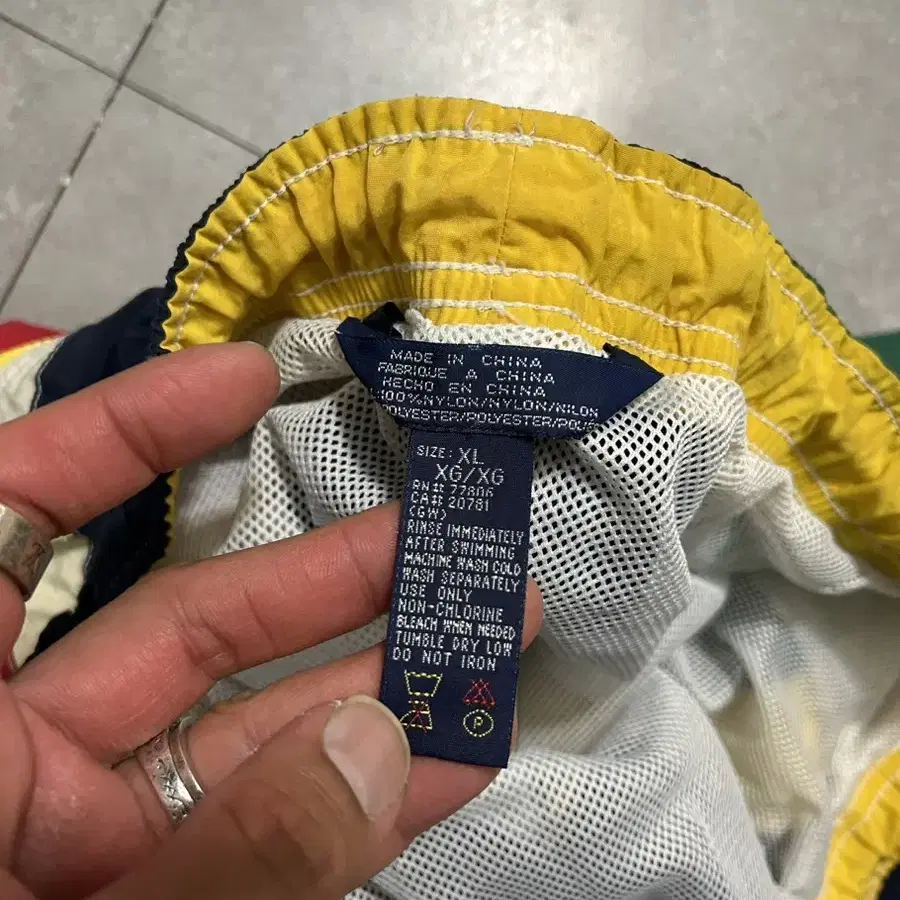 MADE IN CHINA
FABRIQUE A CHINA
HECHO EN CHINA
100%NYLON/NYLON/NILON
POLYESTER/POLYESTER/POLIE
SIZE: XL
XG/XG
RN# 77806
CA# 20781
(GW)
RINSE IMMEDIATELY
AFTER SWIMMING
MACHINE WASH COLD
WASH SEPARATELY
USE ONLY
NON-CHLORINE
BLEACH WHEN NEEDED
TUMBLE DRY LOW
DO NOT IRON
P